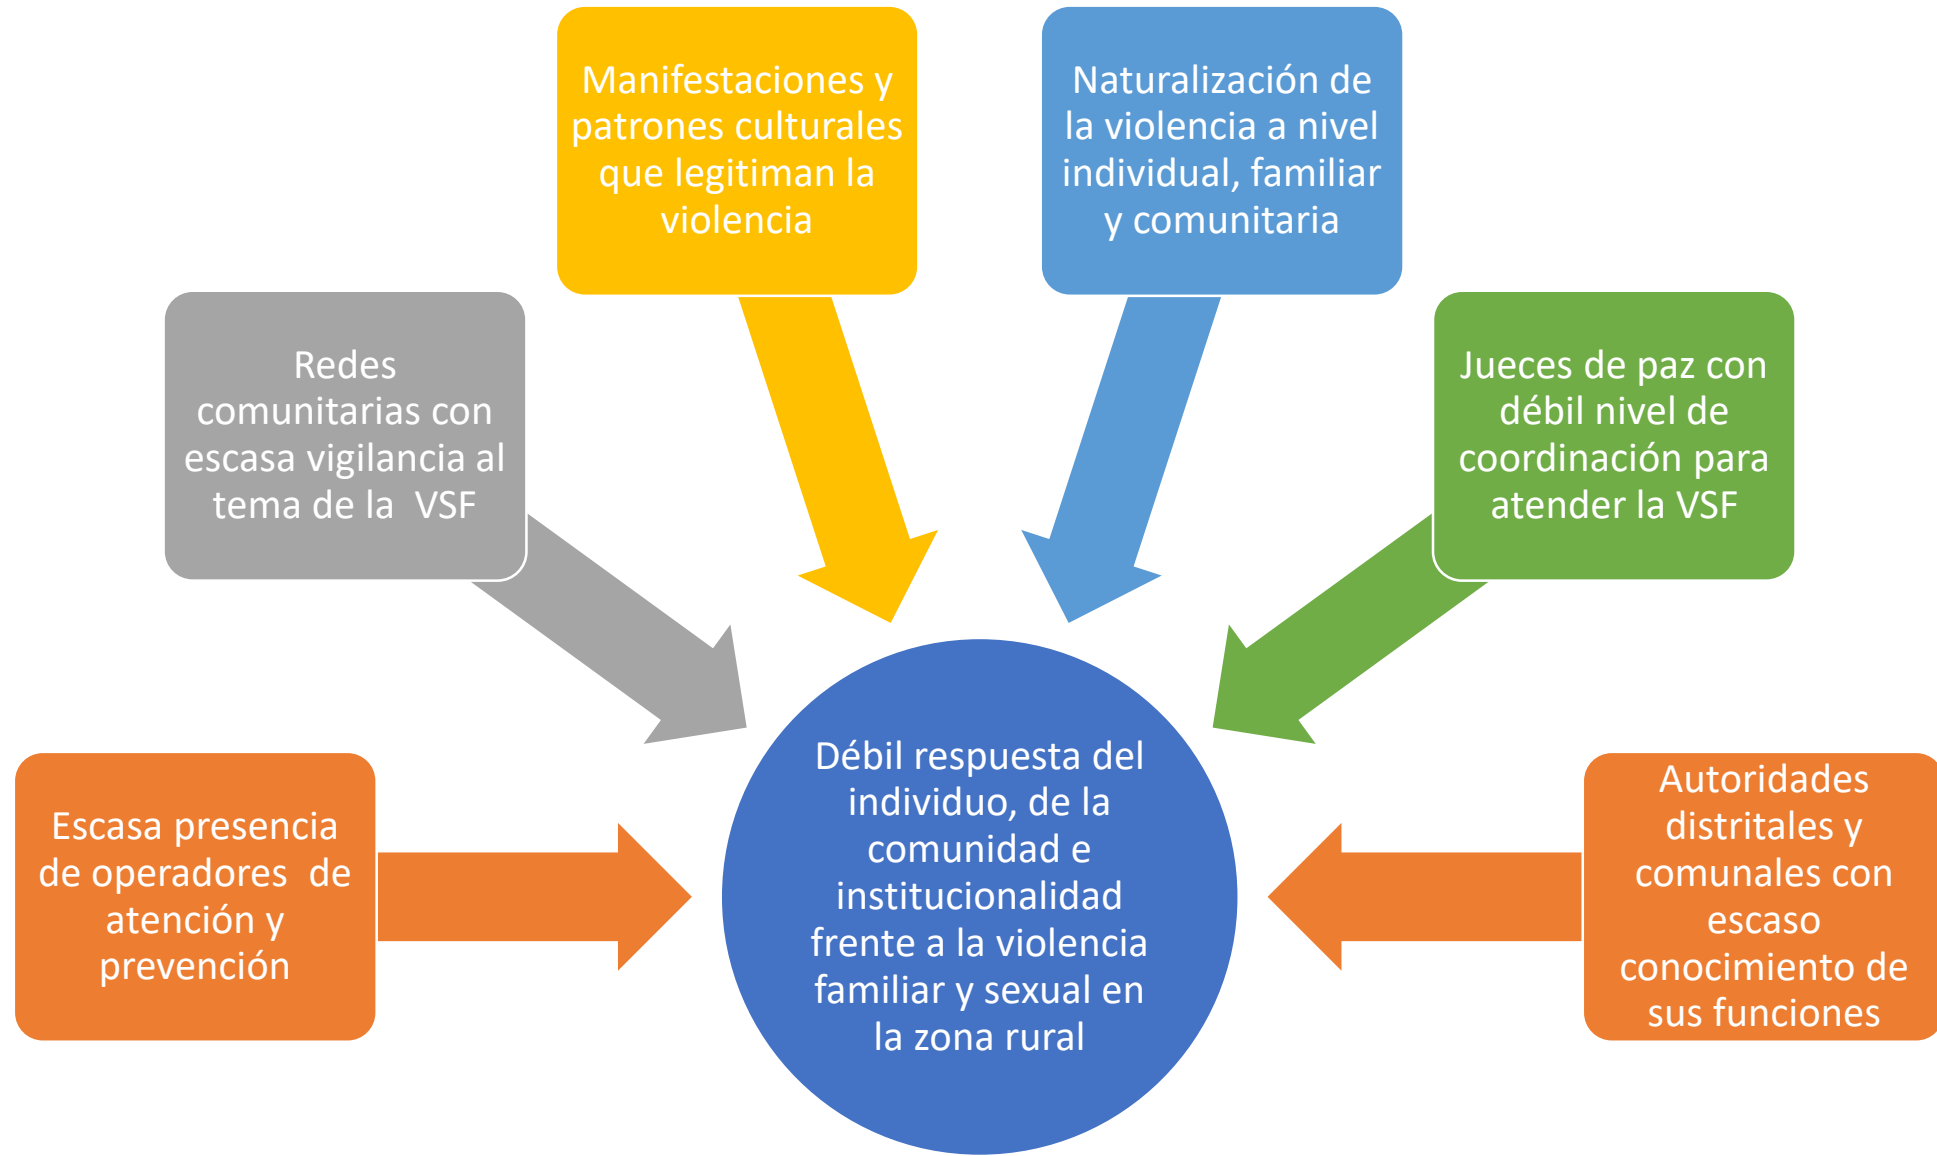 Manifestaciones y
patrones culturales
que legitiman la
violencia
Naturalización de
la violencia a nivel
individual, familiar
y comunitaria
Redes
comunitarias con
escasa vigilancia al
tema de la  VSF
Jueces de paz con
débil nivel de
coordinación para
atender la VSF
Escasa presencia
de operadores  de
atención y
prevención
Débil respuesta del
individuo, de la
comunidad e
institucionalidad
frente a la violencia
familiar y sexual en
la zona rural
Autoridades
distritales y
comunales con
escaso
conocimiento de
sus funciones